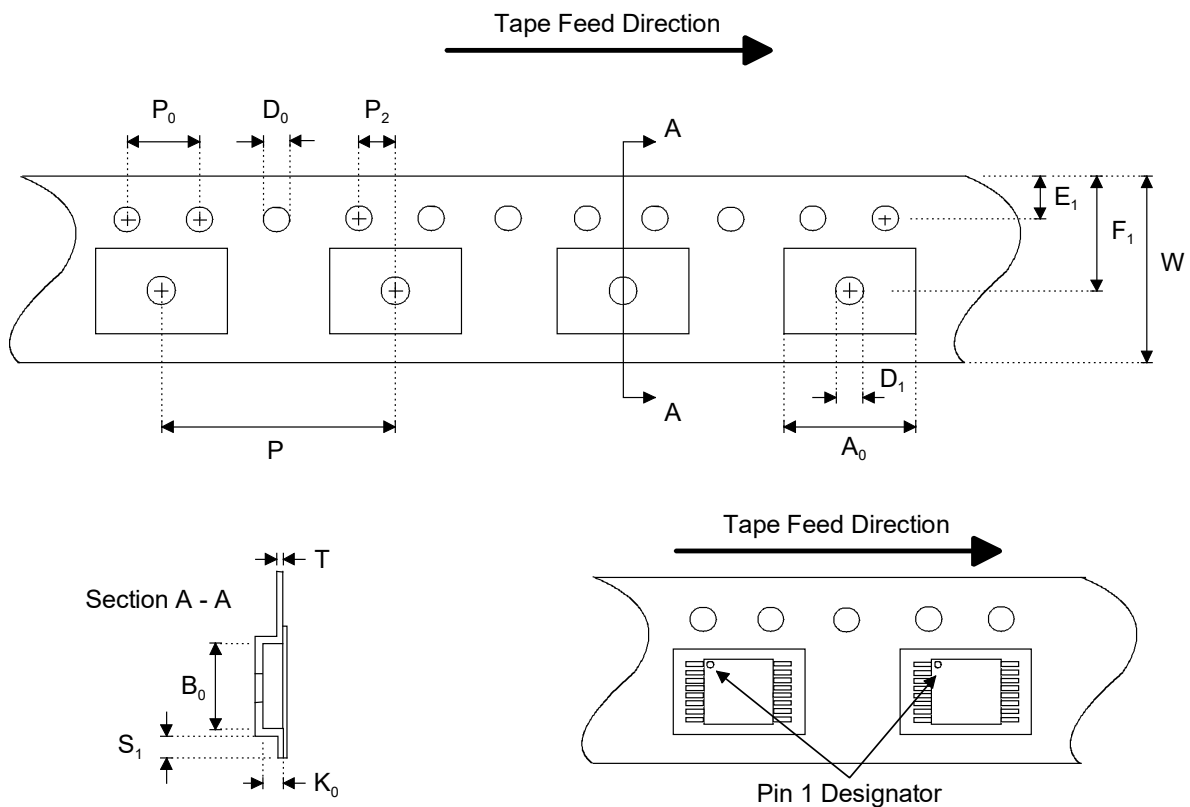 Tape Feed Direction
P₀
D₀
P₂
A
E₁
F₁
W
D₁
A
P
A₀
Tape Feed Direction
T
Section A - A
B₀
S₁
K₀
Pin 1 Designator